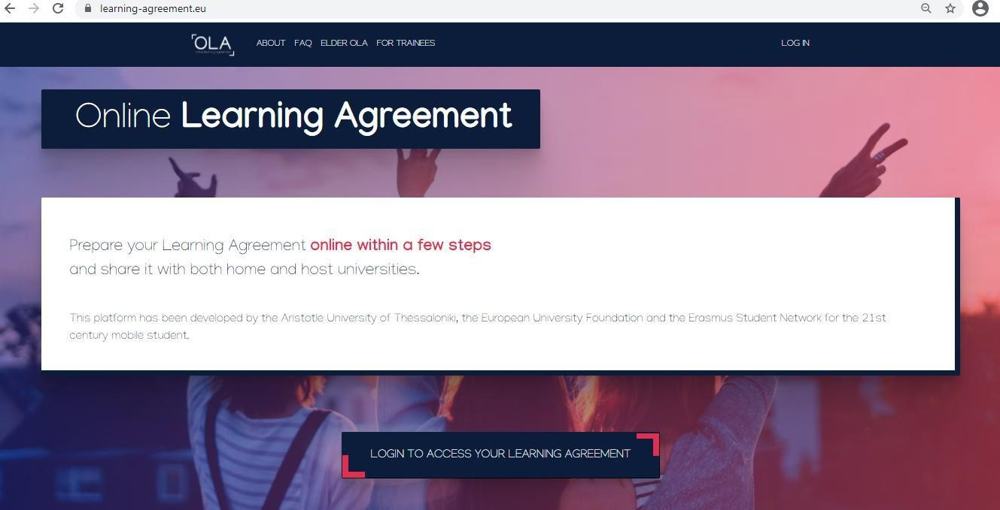 learning-agreement.eu
OLA
ABOUT FAQ ELDER OLA FOR TRAINEES LOG IN
Online Learning Agreement
Prepare your Learning Agreement online within a few steps
and share it with both home and host universities.
This platform has been developed by the Aristotle University of Thessaloniki, the European University Foundation and the Erasmus Student Network for the 21st
century mobile student.
LOGIN TO ACCESS YOUR LEARNING AGREEMENT